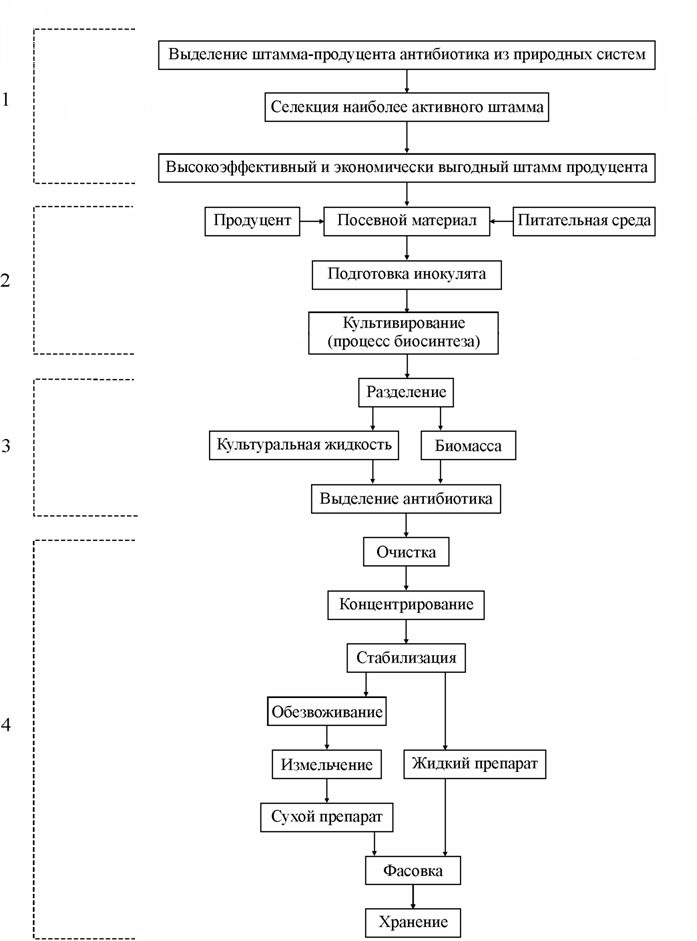 1
Выделение штамма-продуцента антибиотика из природных систем
Селекция наиболее активного штамма
Высокоэффективный и экономически выгодный штамм продуцента
2
Продуцент
Посевной материал
Питательная среда
Подготовка инокулята
Культивирование
(процесс биосинтеза)
3
Разделение
Культуральная жидкость
Биомасса
Выделение антибиотика
4
Очистка
Концентрирование
Стабилизация
Обезвоживание
Измельчение
Жидкий препарат
Сухой препарат
Фасовка
Хранение